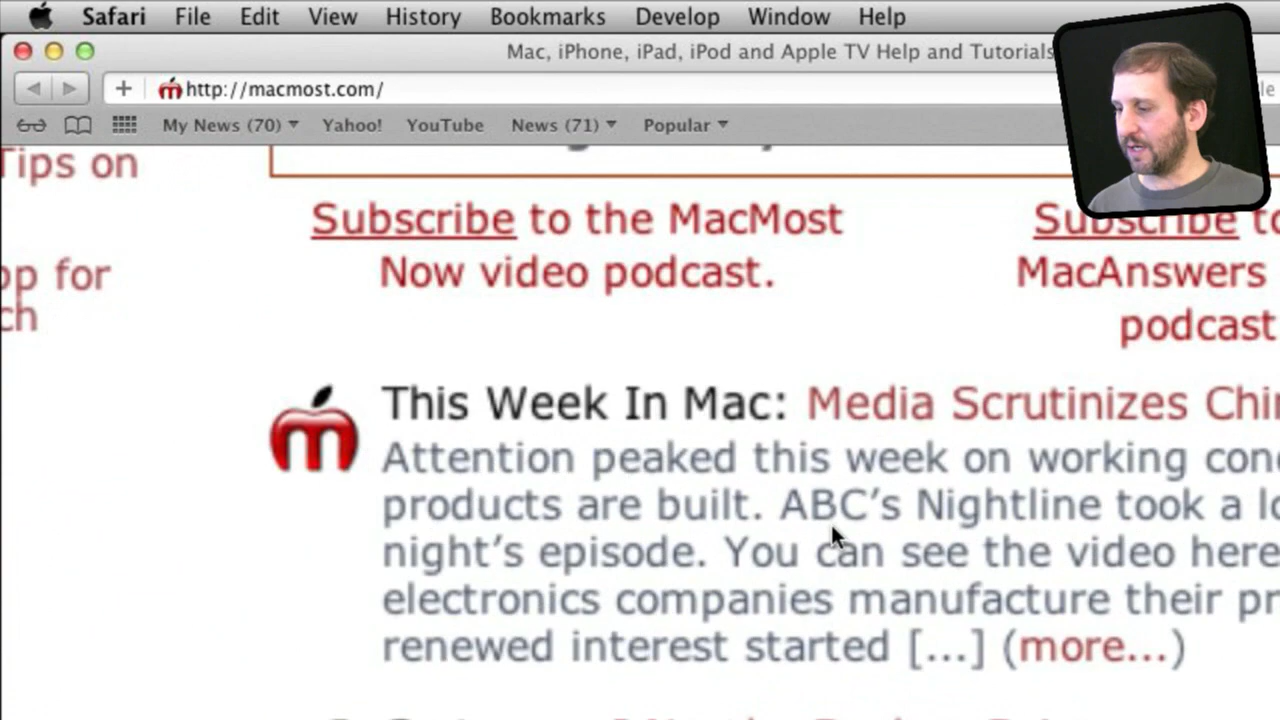 Safari File Edit View History Bookmarks Develop Window Help
Mac, iPhone, iPad, iPod and Apple TV Help and Tutorials
http://macmost.com/
My News (70) Yahoo! YouTube News (71) Popular
Tips on
Subscribe to the MacMost
Now video podcast.
Subscribe to
MacAnswers
podcast
for
This Week In Mac: Media Scrutinizes
Attention peaked this week on working
products are built. ABC's Nightline took a
night's episode. You can see the video here
electronics companies manufacture their
renewed interest started [...] (more...)